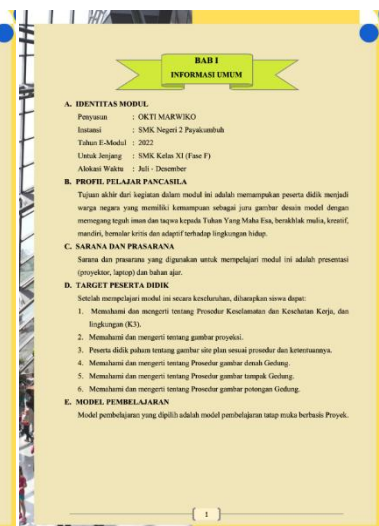 BAB I
INFORMASI UMUM
A. IDENTITAS MODUL
Penyusun : OKTI MARWIKO
Instansi : SMK Negeri 2 Payakumbuh
Tahun E-Modul : 2022
Untuk Jenjang : SMK Kelas XI (Fase F)
Alokasi Waktu : Juli - Desember
B. PROFIL PELAJAR PANCASILA
Tujuan akhir dari kegiatan dalam modul ini adalah memampukan peserta didik menjadi
warga negara yang memiliki kemampuan sebagai juru gambar desain model dengan
memegang teguh iman dan taqwa kepada Tuhan Yang Maha Esa, berakhlak mulia, kreatif,
mandiri, bernalar kritis dan adaptif terhadap lingkungan hidup.
C. SARANA DAN PRASARANA
Sarana dan prasarana yang digunakan untuk mempelajari modul ini adalah presentasi
(proyektor, laptop) dan bahan ajar.
D. TARGET PESERTA DIDIK
Setelah mempelajari modul ini secara keseluruhan, diharapkan siswa dapat:
1. Memahami dan mengerti tentang Prosedur Keselamatan dan Kesehatan Kerja, dan
lingkungan (K3).
2. Memahami dan mengerti tentang gambar proyeksi.
3. Peserta didik paham tentang gambar site plan sesuai prosedur dan ketentuannya.
4. Memahami dan mengerti tentang Prosedur gambar denah Gedung.
5. Memahami dan mengerti tentang Prosedur gambar tampak Gedung.
6. Memahami dan mengerti tentang Prosedur gambar potongan Gedung.
E. MODEL PEMBELAJARAN
Model pembelajaran yang dipilih adalah model pembelajaran tatap muka berbasis Proyek.
1